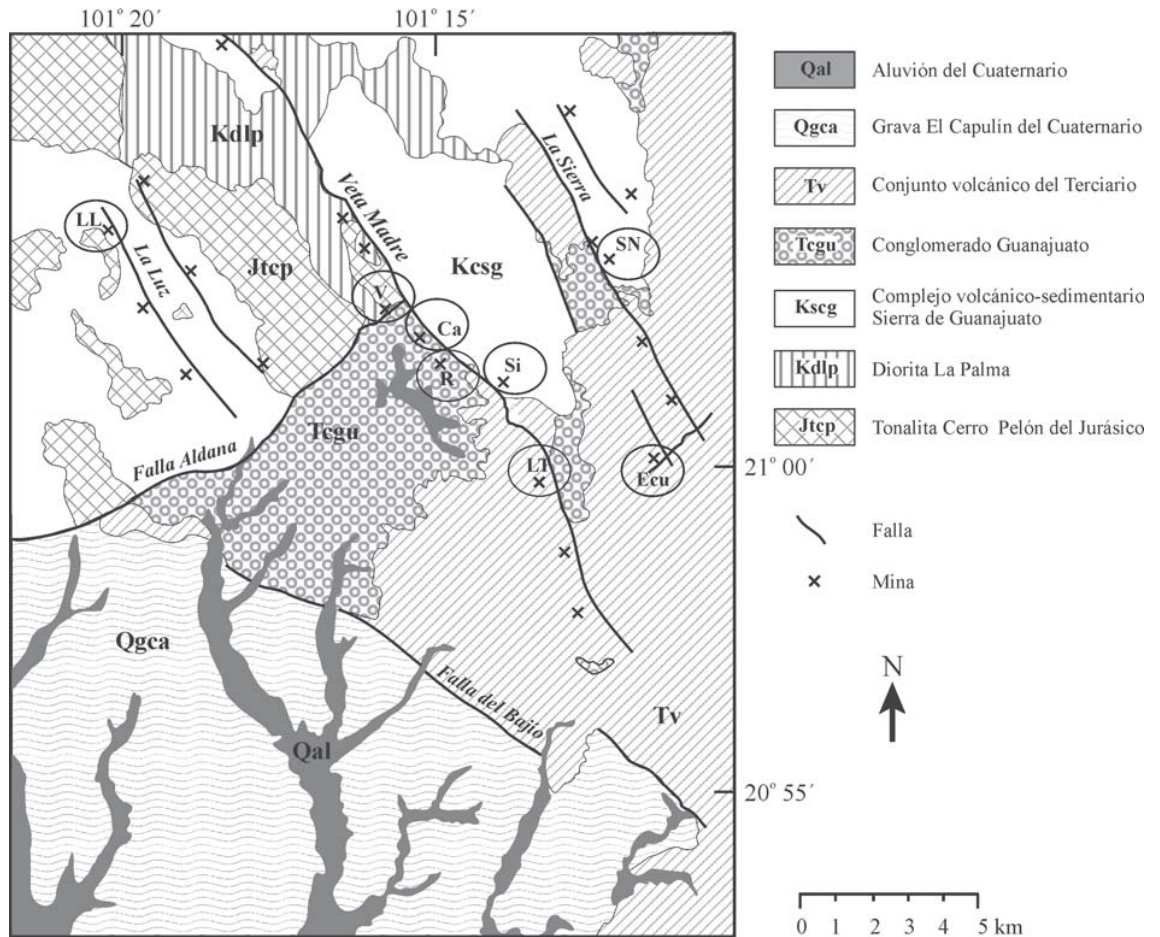 101° 20´
101° 15´
21° 00´
20° 55´
Kdlp
Veta Madre
La Sierra
LL
La Luz
Jtcp
Kcsg
SN
V
Ca
R
Si
Tcgu
LT
Ecu
Falla Aldana
Qgca
Falla del Bajío
Tv
Qal
Qal Aluvión del Cuaternario
Qgca Grava El Capulín del Cuaternario
Tv Conjunto volcánico del Terciario
Tcgu Conglomerado Guanajuato
Kscg Complejo volcánico-sedimentario
Sierra de Guanajuato
Kdlp Diorita La Palma
Jtcp Tonalita Cerro Pelón del Jurásico
Falla
Mina
N
0 1 2 3 4 5 km